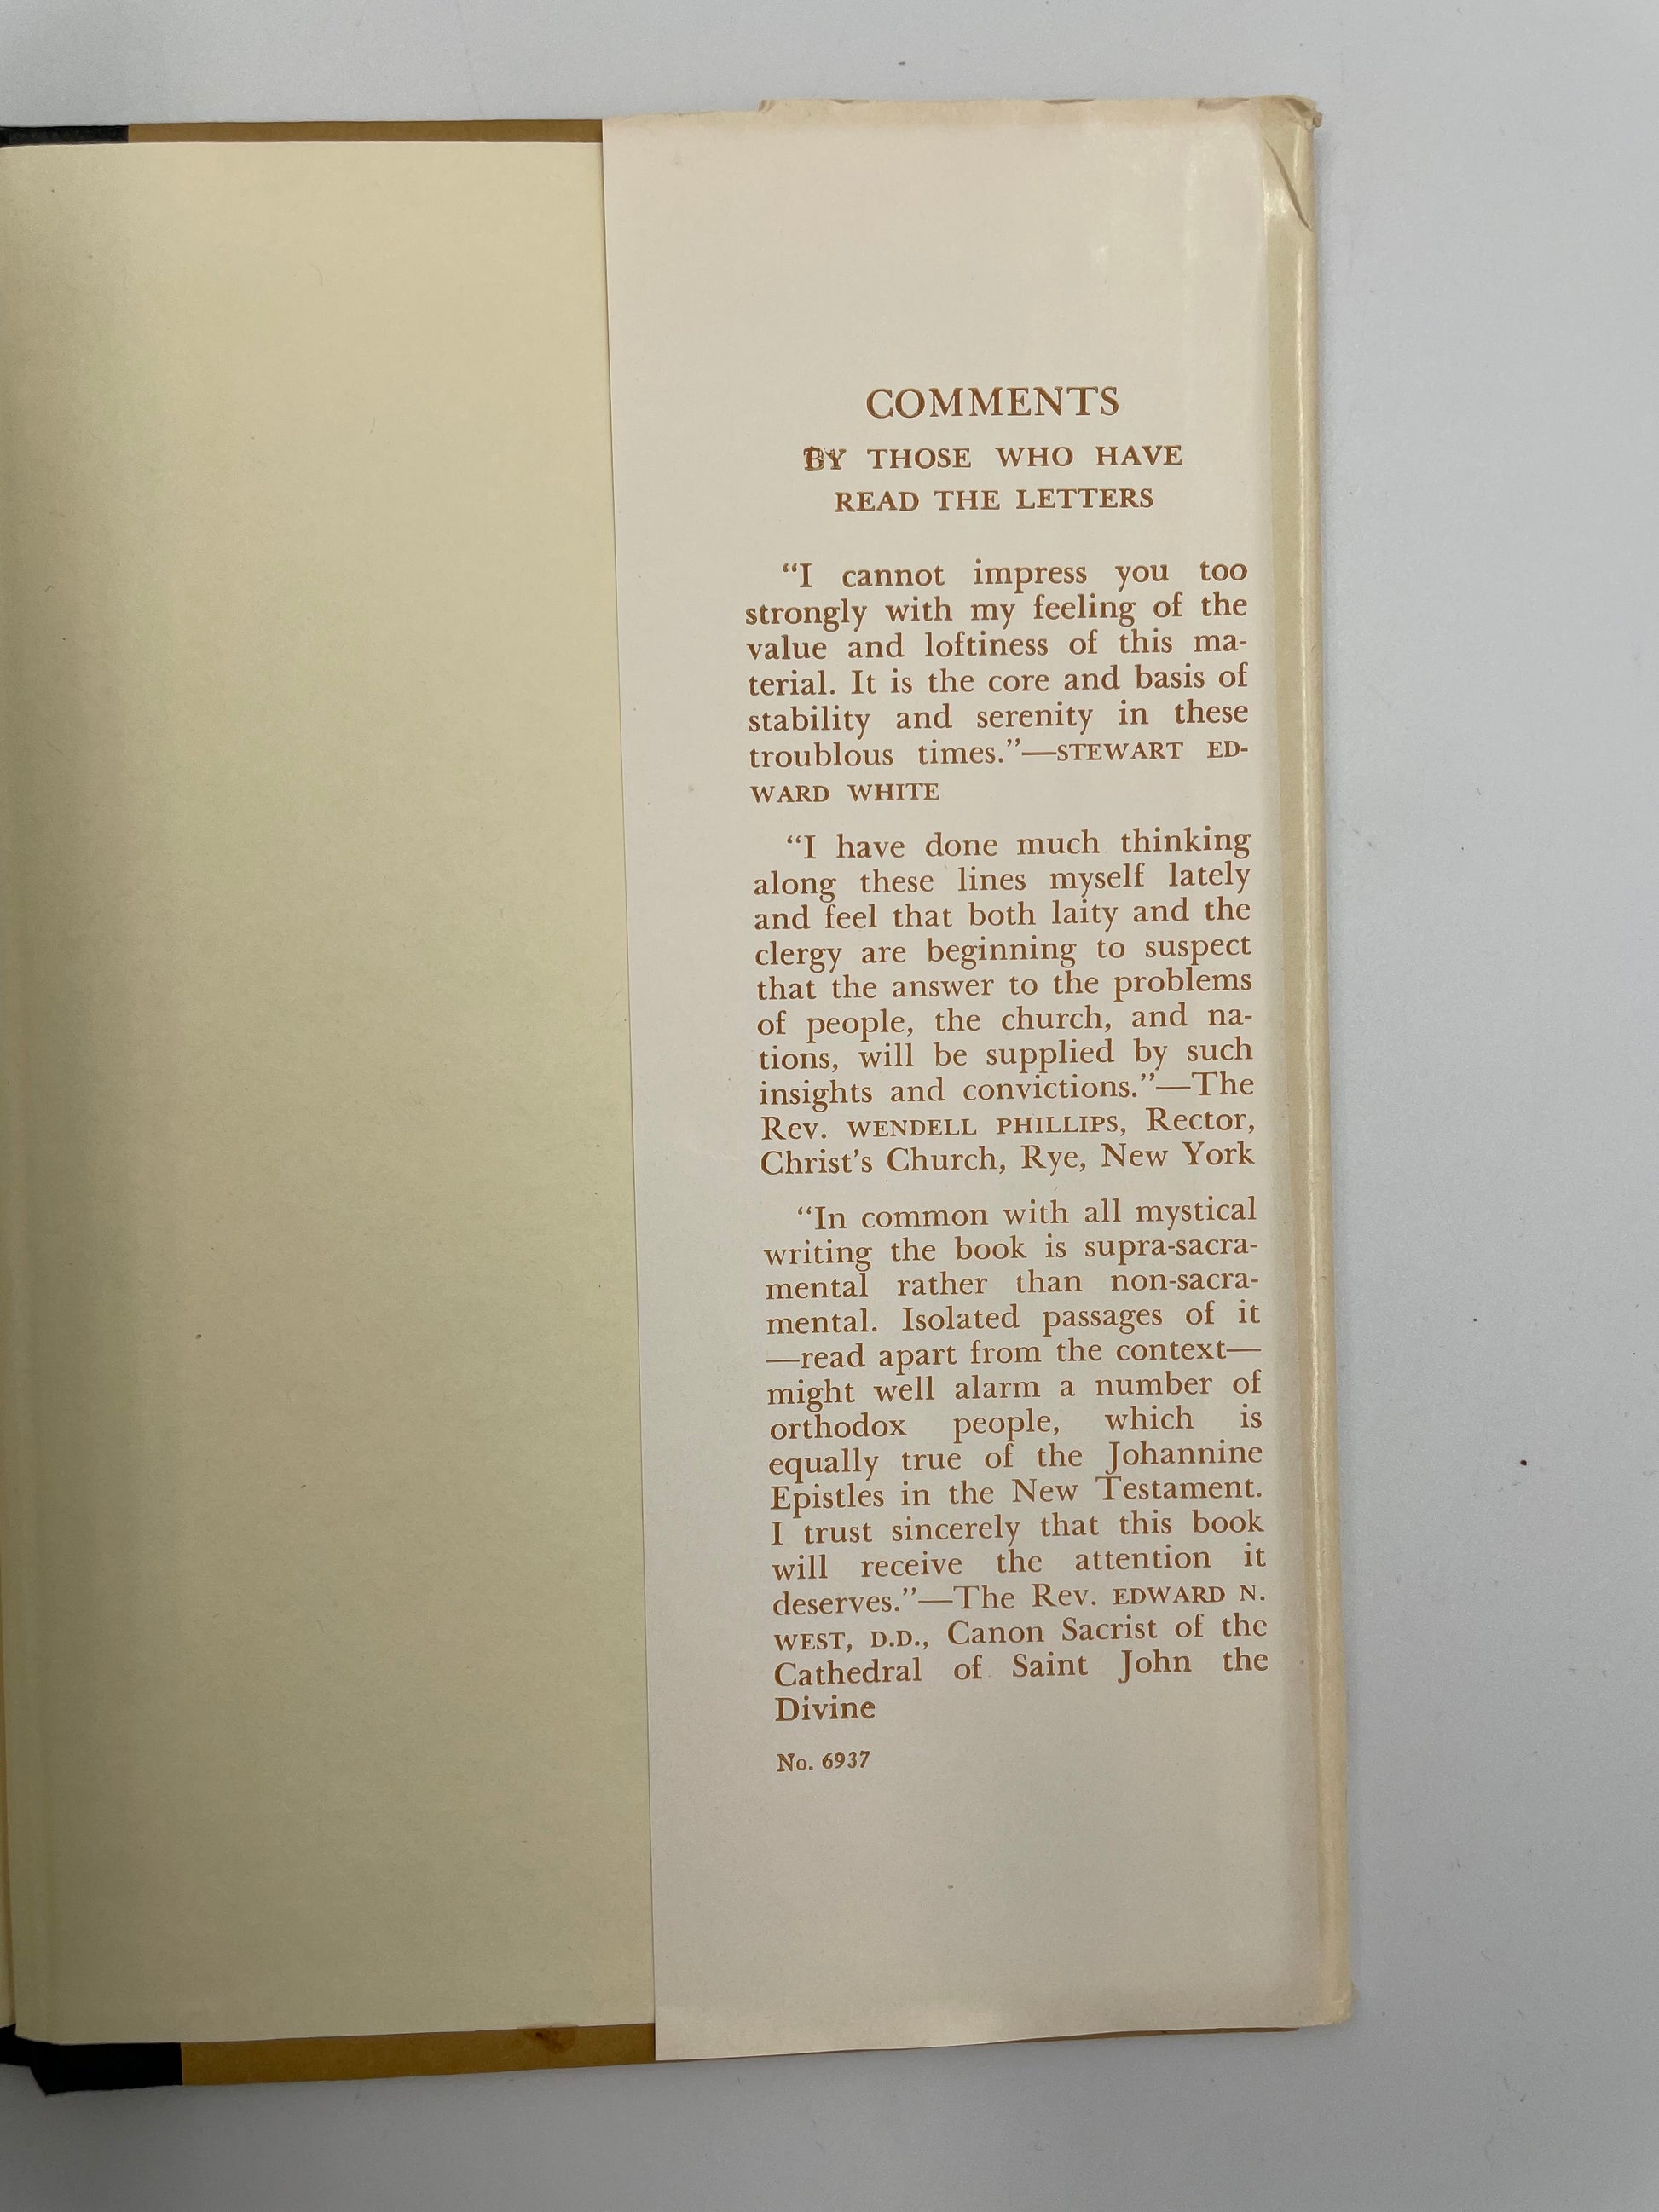 COMMENTS
BY THOSE WHO HAVE
READ THE LETTERS
“I cannot impress you too
strongly with my feeling of the
value and loftiness of this ma-
terial. It is the core and basis of
stability and serenity in these
troublous times.”—STEWART ED-
WARD WHITE
“I have done much thinking
along these lines myself lately
and feel that both laity and the
clergy are beginning to suspect
that the answer to the problems
of people, the church, and na-
tions, will be supplied by such
insights and convictions.”—The
Rev. WENDELL PHILLIPS, Rector,
Christ’s Church, Rye, New York
“In common with all mystical
writing the book is supra-sacra-
mental rather than non-sacra-
mental. Isolated passages of it
—read apart from the context—
might well alarm a number of
orthodox people, which is
equally true of the Johannine
Epistles in the New Testament.
I trust sincerely that this book
will receive the attention it
deserves.”—The Rev. EDWARD N.
WEST, D.D., Canon Sacrist of the
Cathedral of Saint John the
Divine
No. 6937